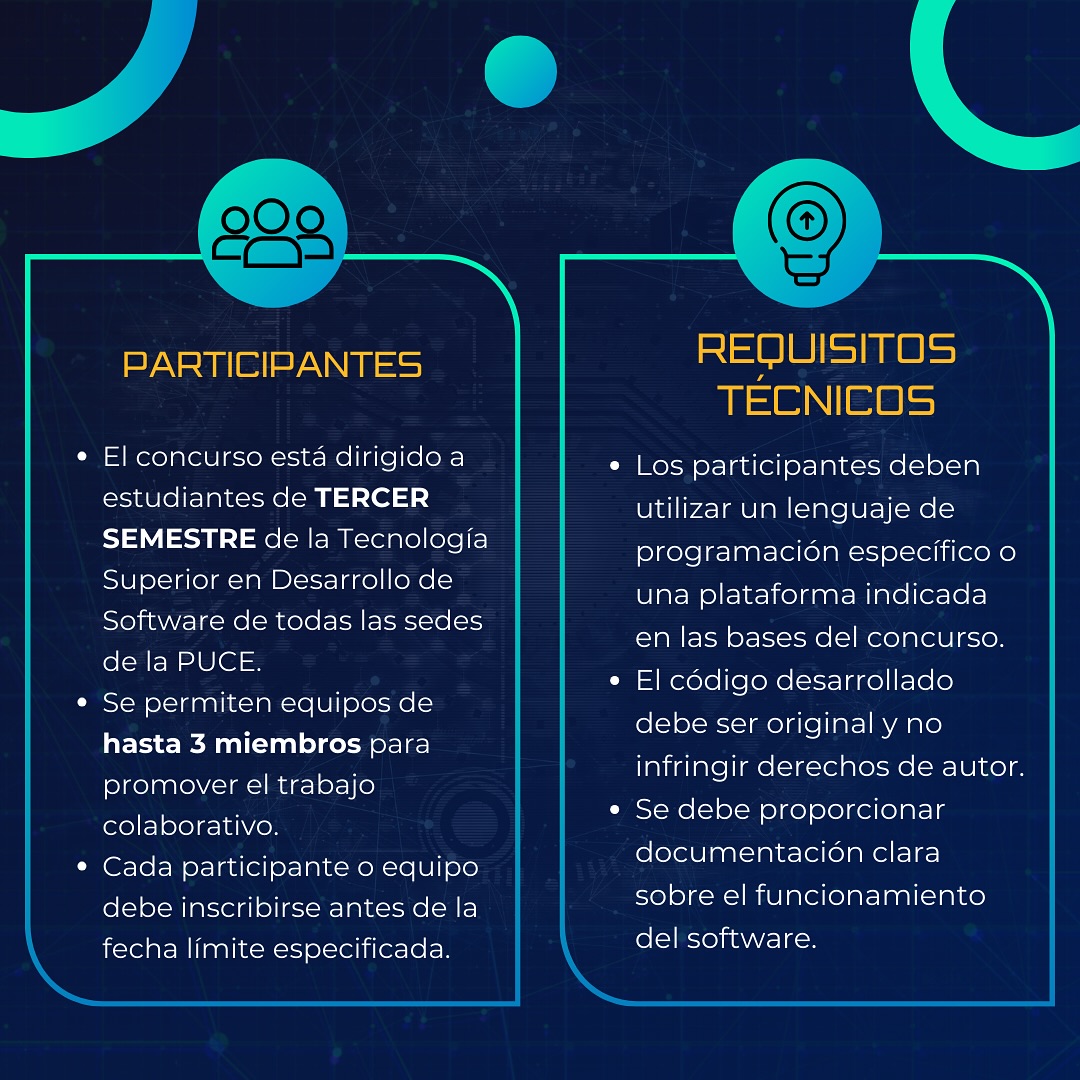 PARTICIPANTES
• El concurso está dirigido a
estudiantes de TERCER
SEMESTRE de la Tecnología
Superior en Desarrollo de
Software de todas las sedes
de la PUCE.
• Se permiten equipos de
hasta 3 miembros para
promover el trabajo
colaborativo.
• Cada participante o equipo
debe inscribirse antes de la
fecha límite especificada.
REQUISITOS
TÉCNICOS
• Los participantes deben
utilizar un lenguaje de
programación específico o
una plataforma indicada
en las bases del concurso.
• El código desarrollado
debe ser original y no
infringir derechos de autor.
• Se debe proporcionar
documentación clara
sobre el funcionamiento
del software.